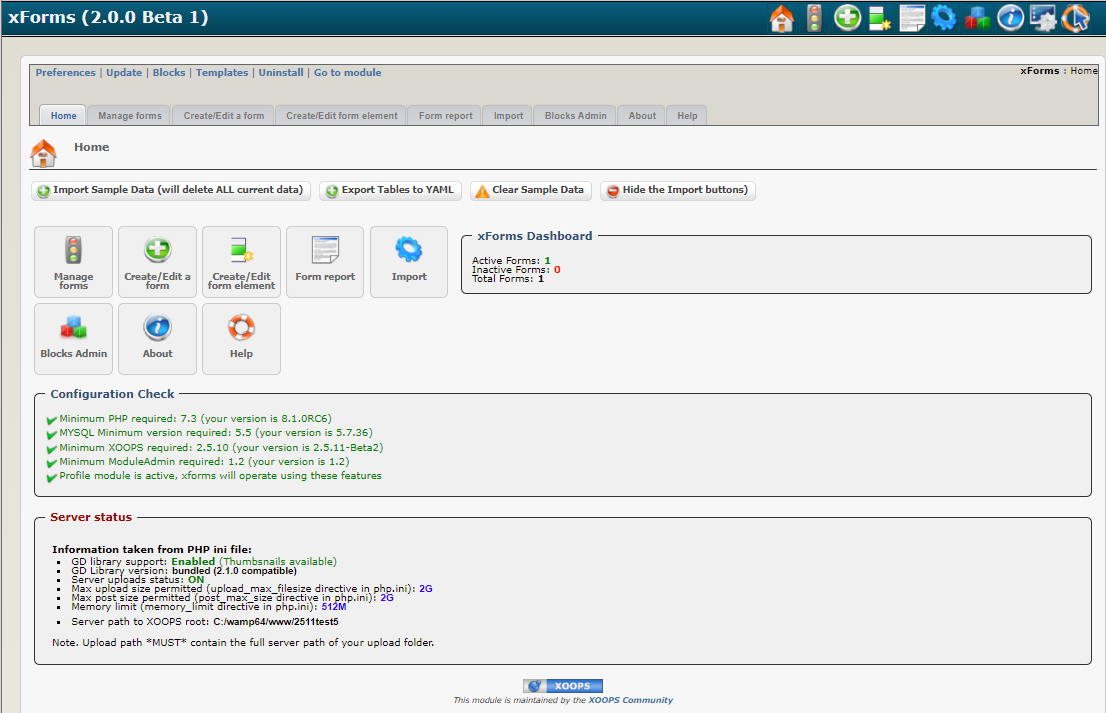 xForms (2.0.0 Beta 1)
Preferences | Update | Blocks | Templates | Uninstall | Go to module
xForms : Home
Home
Manage forms
Create/Edit a form
Create/Edit form element
Form report
Import
Blocks Admin
About
Help
Home
Import Sample Data (will delete ALL current data)
Export Tables to YAML
Clear Sample Data
Hide the Import buttons)
Manage
forms
Create/Edit a
form
Create/Edit
form element
Form report
Import
xForms Dashboard
Active Forms: 1
Inactive Forms: 0
Total Forms: 1
Blocks Admin
About
Help
Configuration Check
Minimum PHP required: 7.3 (your version is 8.1.0RC6)
MYSQL Minimum version required: 5.5 (your version is 5.7.36)
Minimum XOOPS required: 2.5.10 (your version is 2.5.11-Beta2)
Minimum ModuleAdmin required: 1.2 (your version is 1.2)
Profile module is active, xforms will operate using these features
Server status
Information taken from PHP ini file:
GD library support: Enabled (Thumbsnails available)
GD Library version: bundled (2.1.0 compatible)
Server uploads status: ON
Max upload size permitted (upload_max_filesize directive in php.ini): 2G
Max post size permitted (post_max_size directive in php.ini): 2G
Memory limit (memory_limit directive in php.ini): 512M
Server path to XOOPS root: C:/wamp64/www/2511test5
Note. Upload path *MUST* contain the full server path of your upload folder.
XOOPS
This module is maintained by the XOOPS Community